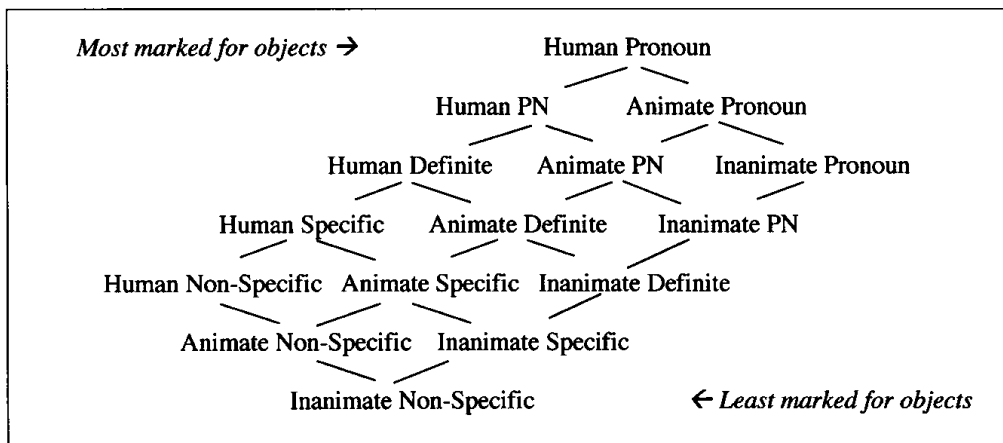 Most marked for objects → Human Pronoun
Human PN Animate Pronoun
Human Definite Animate PN Inanimate Pronoun
Human Specific Animate Definite Inanimate PN
Human Non-Specific Animate Specific Inanimate Definite
Animate Non-Specific Inanimate Specific
Inanimate Non-Specific ← Least marked for objects